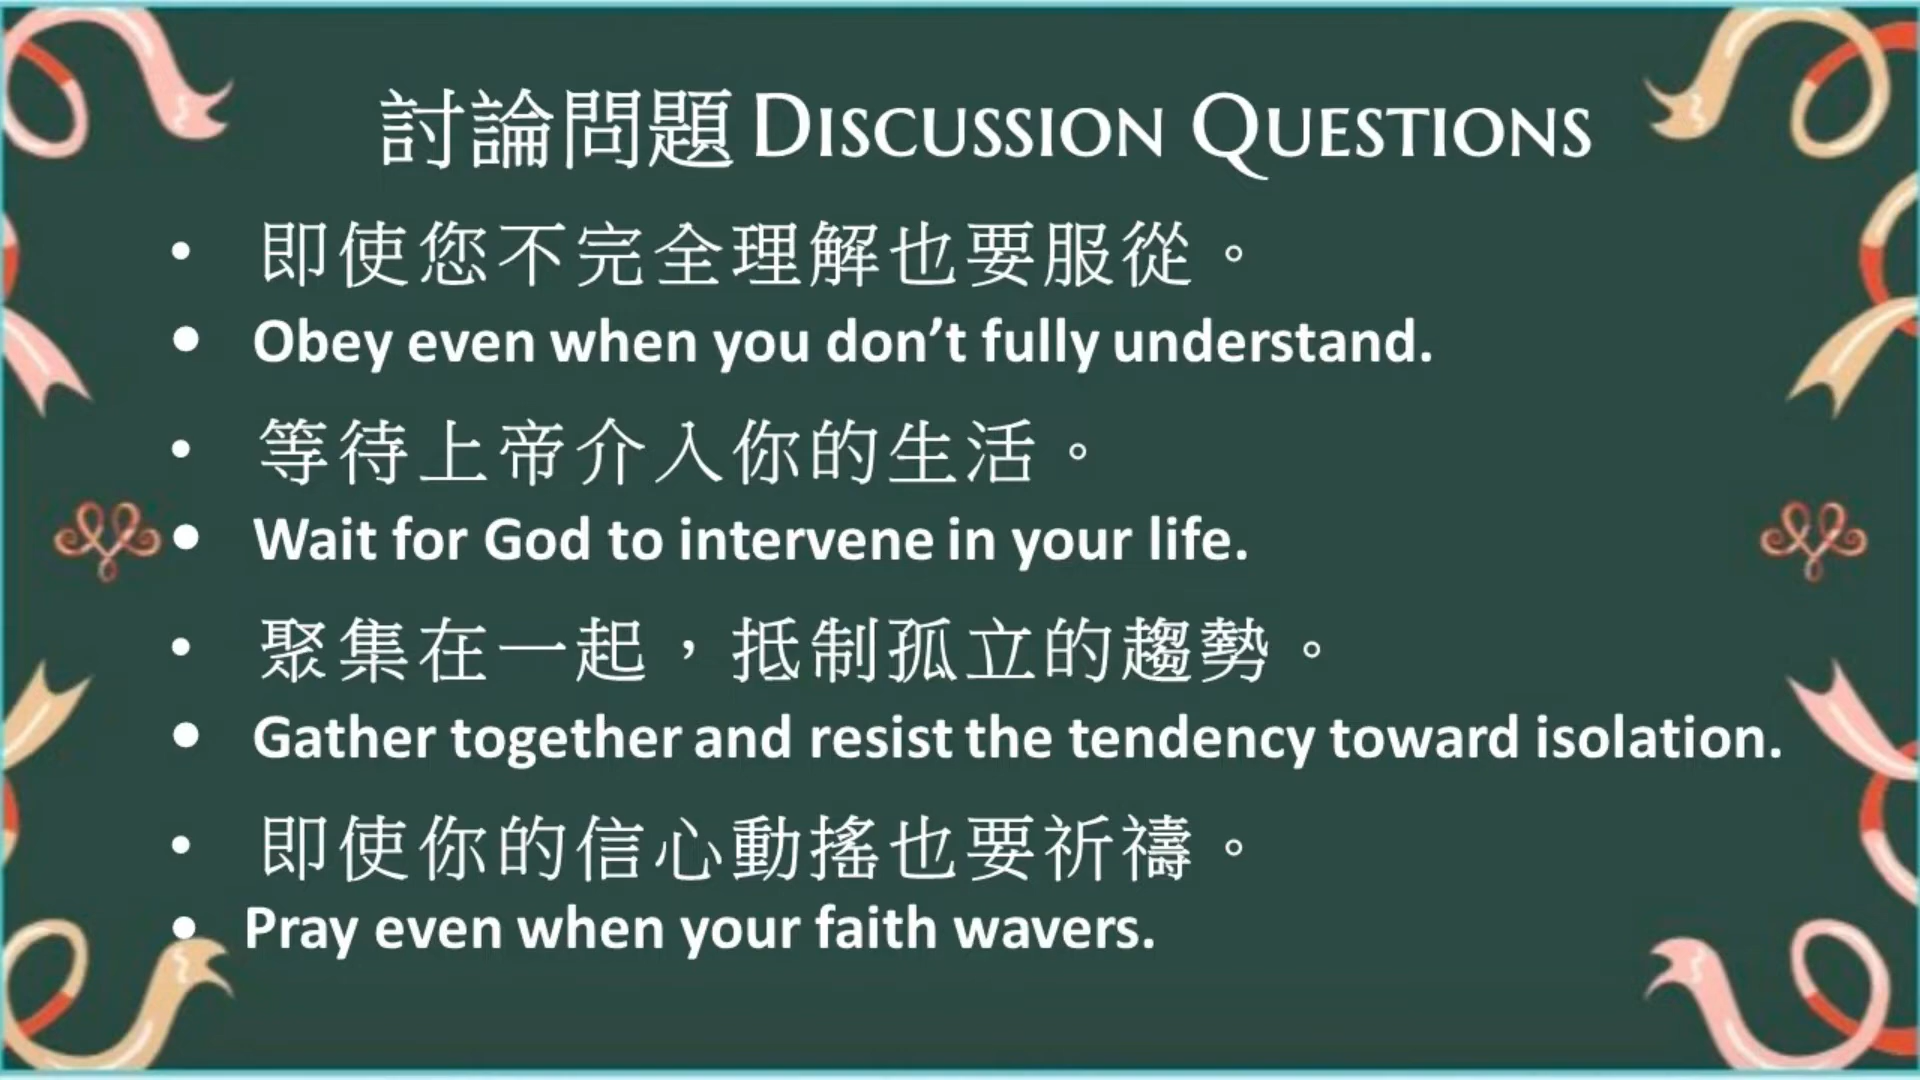 討論問題 DISCUSSION QUESTIONS
• 即使您不完全理解也要服從。
• Obey even when you don’t fully understand.
• 等待上帝介入你的生活。
• Wait for God to intervene in your life.
• 聚集在一起，抵制孤立的趨勢。
• Gather together and resist the tendency toward isolation.
• 即使你的信心動搖也要祈禱。
• Pray even when your faith wavers.